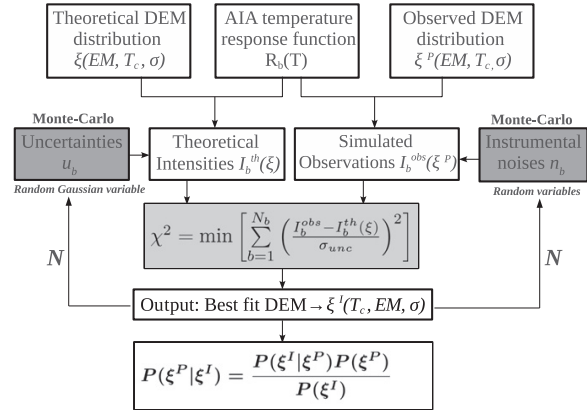 Theoretical DEM
distribution
ξ(EM, T_c, σ)
AIA temperature
response function
R_b(T)
Observed DEM
distribution
ξ^P(EM, T_c, σ)
Monte-Carlo
Uncertainties
u_b
Random Gaussian variable
Theoretical
Intensities I_b^th(ξ)
Simulated
Observations I_b^obs(ξ^P)
Monte-Carlo
Instrumental
noises n_b
Random variables
χ² = min [ Σ_{b=1}^{N_b} ( (I_b^obs − I_b^th(ξ)) / σ_unc )² ]
N
N
Output: Best fit DEM→ξ^I(T_c, EM, σ)
P(ξ^P|ξ^I) = P(ξ^I|ξ^P)P(ξ^P) / P(ξ^I)